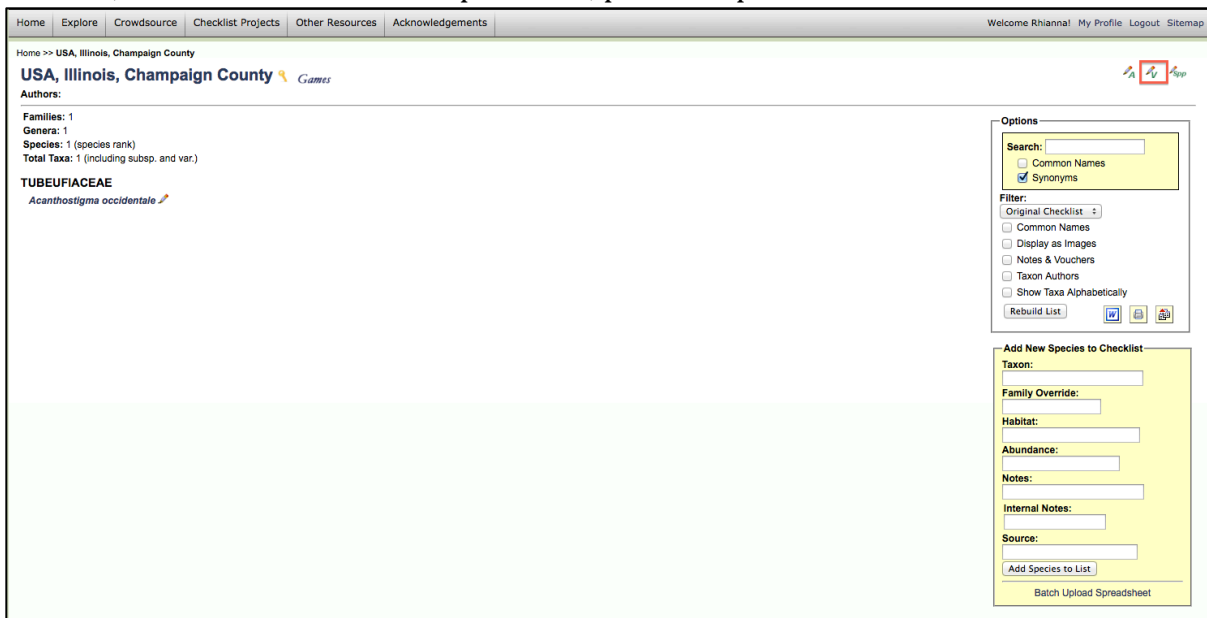 Home Explore Crowdsource Checklist Projects Other Resources Acknowledgements Welcome Rhianna! My Profile Logout Sitemap
Home >> USA, Illinois, Champaign County
USA, Illinois, Champaign County Games
A V Spp
Authors:
Families: 1
Genera: 1
Species: 1 (species rank)
Total Taxa: 1 (including subsp. and var.)
TUBEUFIACEAE
Acanthostigma occidentale
Options
Search:
Common Names
Synonyms
Filter:
Original Checklist
Common Names
Display as Images
Notes & Vouchers
Taxon Authors
Show Taxa Alphabetically
Rebuild List W
Add New Species to Checklist
Taxon:
Family Override:
Habitat:
Abundance:
Notes:
Internal Notes:
Source:
Add Species to List
Batch Upload Spreadsheet